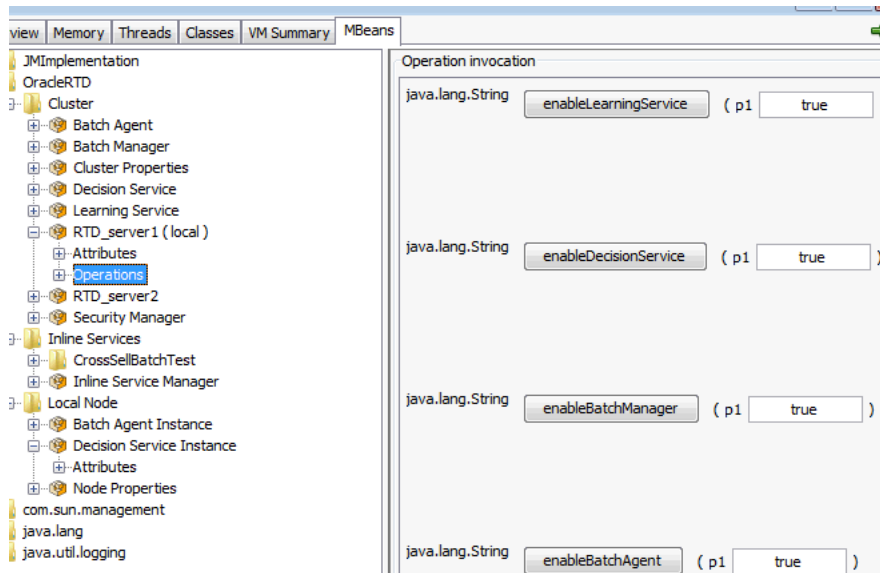 view Memory Threads Classes VM Summary MBeans
JMImplementation
OracleRTD
Cluster
Batch Agent
Batch Manager
Cluster Properties
Decision Service
Learning Service
RTD_server1 ( local )
Attributes
Operations
RTD_server2
Security Manager
Inline Services
CrossSellBatchTest
Inline Service Manager
Local Node
Batch Agent Instance
Decision Service Instance
Attributes
Node Properties
com.sun.management
java.lang
java.util.logging
Operation invocation
java.lang.String enableLearningService ( p1 true
java.lang.String enableDecisionService ( p1 true )
java.lang.String enableBatchManager ( p1 true )
java.lang.String enableBatchAgent ( p1 true )